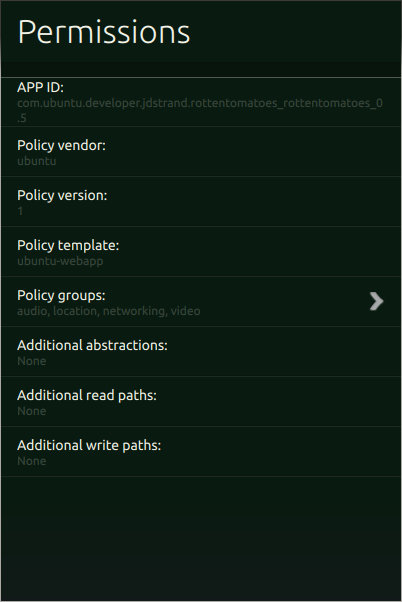 Permissions
APP ID:
com.ubuntu.developer.jdstrand.rottentomatoes_rottentomatoes_0
.5
Policy vendor:
ubuntu
Policy version:
1
Policy template:
ubuntu-webapp
Policy groups:
audio, location, networking, video
Additional abstractions:
None
Additional read paths:
None
Additional write paths:
None